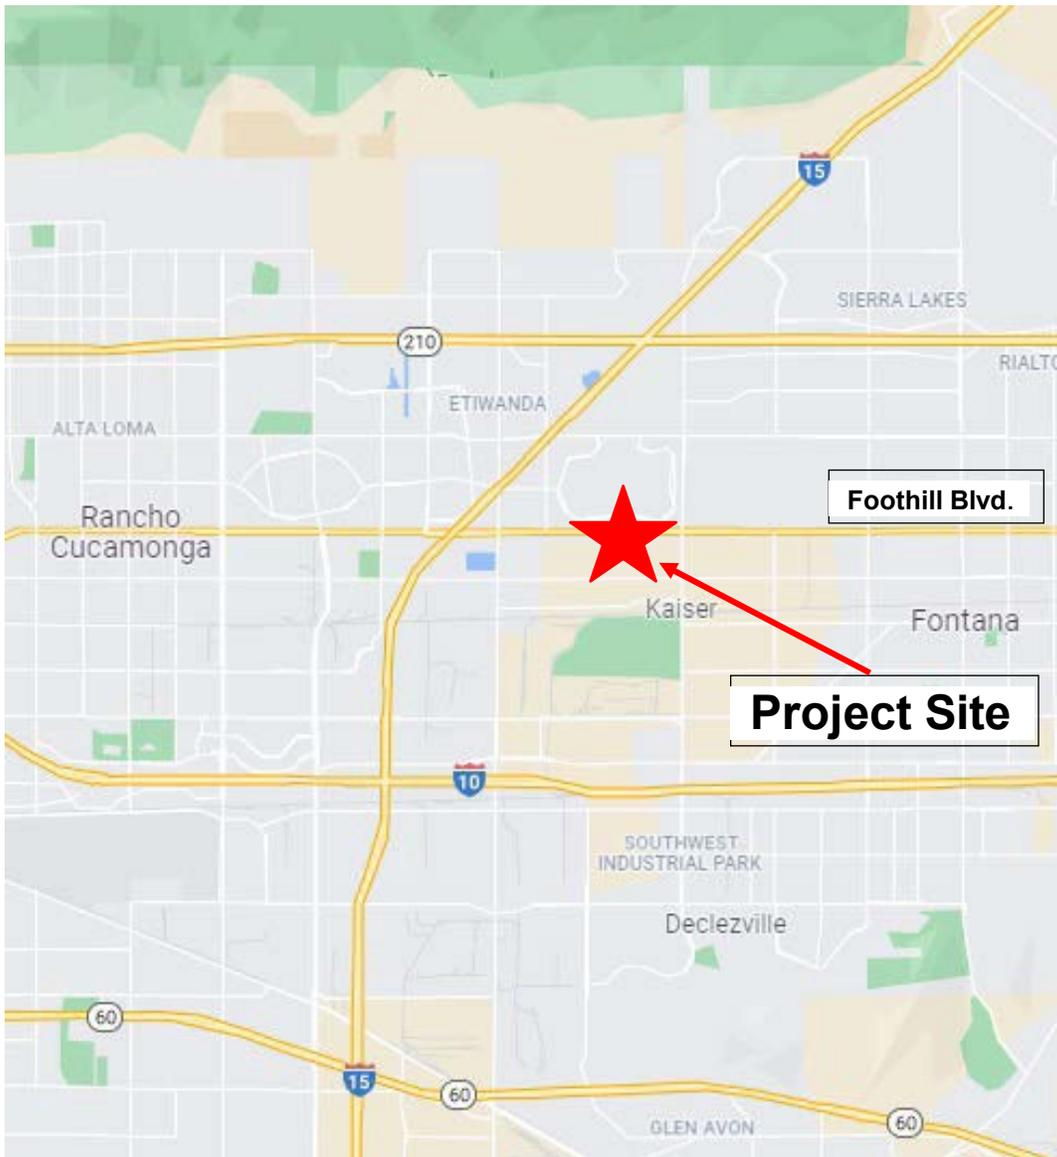 15
SIERRA LAKES
210
RIALTO
ETIWANDA
ALTA LOMA
Foothill Blvd.
Rancho
Cucamonga
Kaiser
Fontana
Project Site
10
SOUTHWEST
INDUSTRIAL PARK
Declezville
60
15
60
GLEN AVON
60